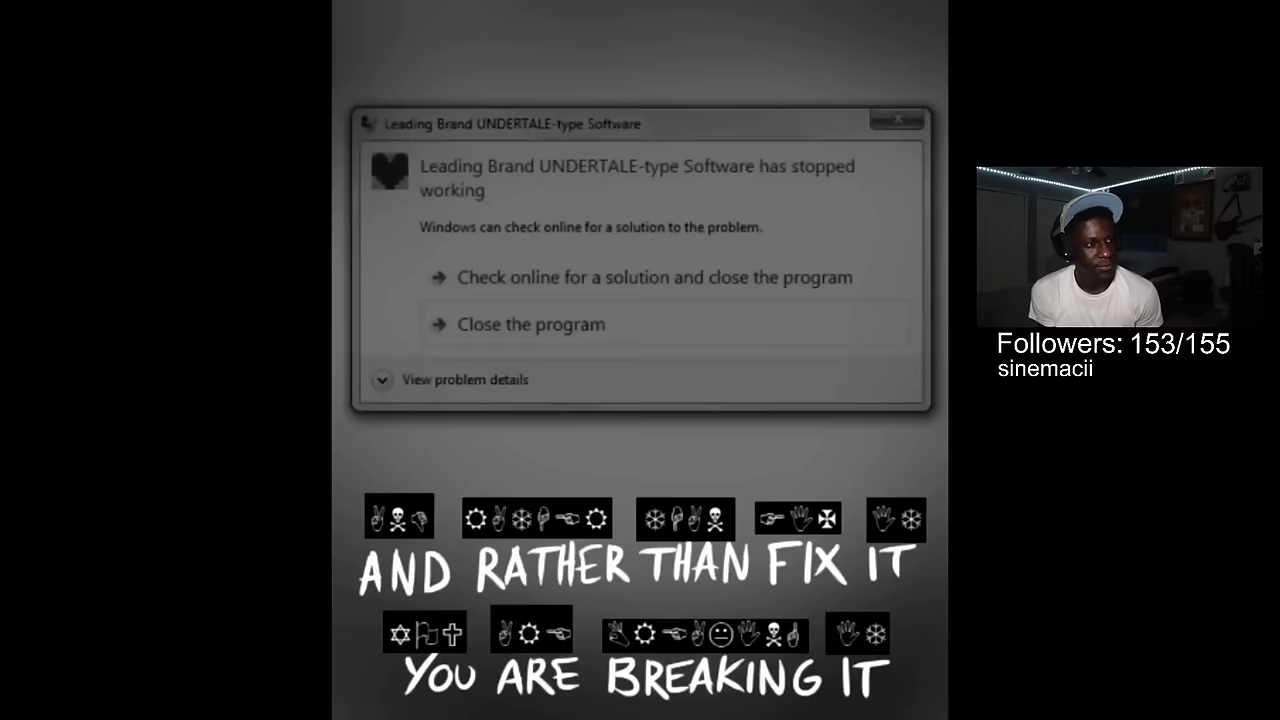 Leading Brand UNDERTALE-type Software
Leading Brand UNDERTALE-type Software has stopped
working
Windows can check online for a solution to the problem.
Check online for a solution and close the program
Close the program
View problem details
✌☠👎 ☼✌❄☟☜☼ ❄☟✌☠ ☞✋✠ ✋❄
AND RATHER THAN FIX IT
✡⚐🕆 ✌☼☜ 👌☼☜✌😐✋☠☝ ✋❄
YOU ARE BREAKING IT
Followers: 153/155
sinemacii